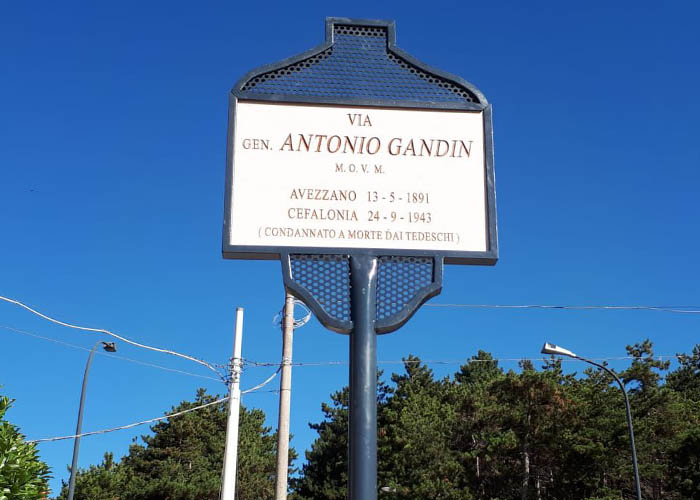 VIA
GEN. ANTONIO GANDIN
M. O. V. M.
AVEZZANO 13 - 5 - 1891
CEFALONIA 24 - 9 - 1943
( CONDANNATO A MORTE DAI TEDESCHI )